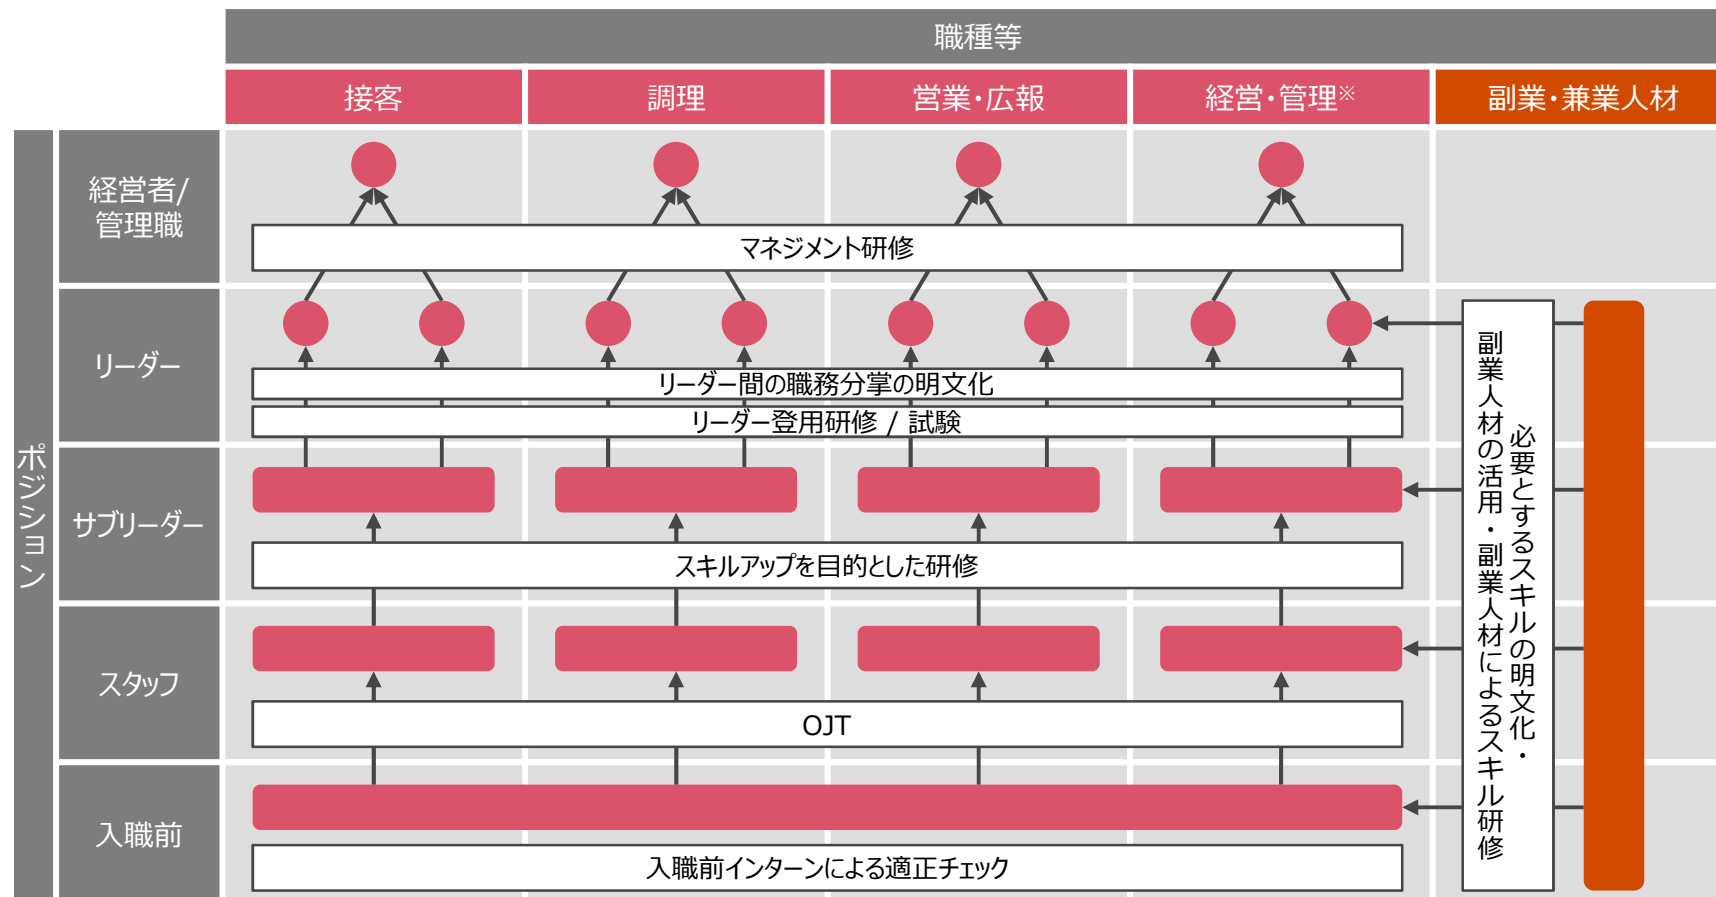 職種等
接客
調理
営業・広報
経営・管理※
副業・兼業人材
ポジション
経営者/
管理職
マネジメント研修
リーダー
リーダー間の職務分掌の明文化
リーダー登用研修 / 試験
サブリーダー
スキルアップを目的とした研修
スタッフ
OJT
入職前
入職前インターンによる適正チェック
必要とするスキルの明文化・
副業人材の活用・副業人材によるスキル研修